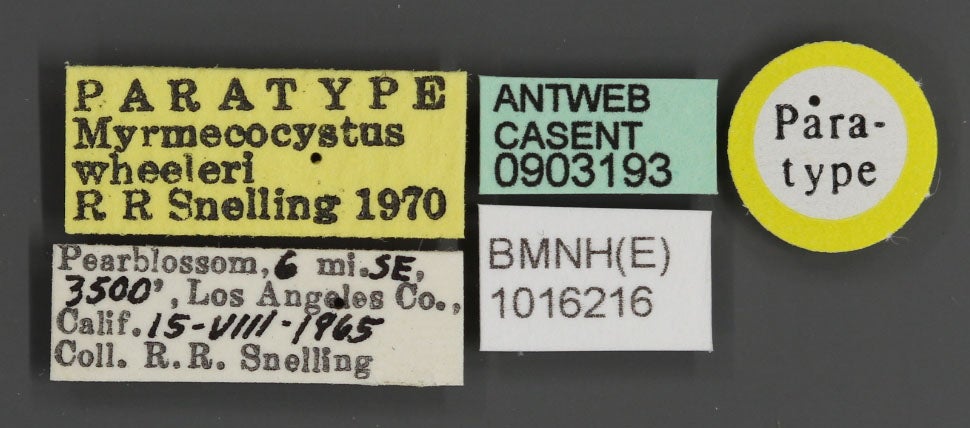 PARATYPE
Myrmecocystus
wheeleri
R R Snelling 1970
Pearblossom, 6 mi. SE,
3500', Los Angeles Co.,
Calif. 15-VIII-1965
Coll. R.R. Snelling
ANTWEB
CASENT
0903193
BMNH(E)
1016216
Para-
type